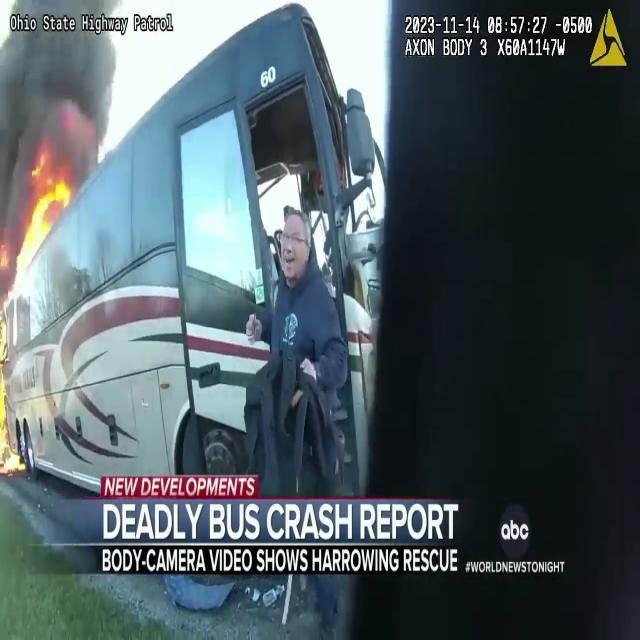 Ohio State Highway Patrol
2023-11-14 08:57:27 -0500
AXON BODY 3 X60A1147W
60
NEW DEVELOPMENTS
DEADLY BUS CRASH REPORT
BODY-CAMERA VIDEO SHOWS HARROWING RESCUE
abc
#WORLDNEWSTONIGHT